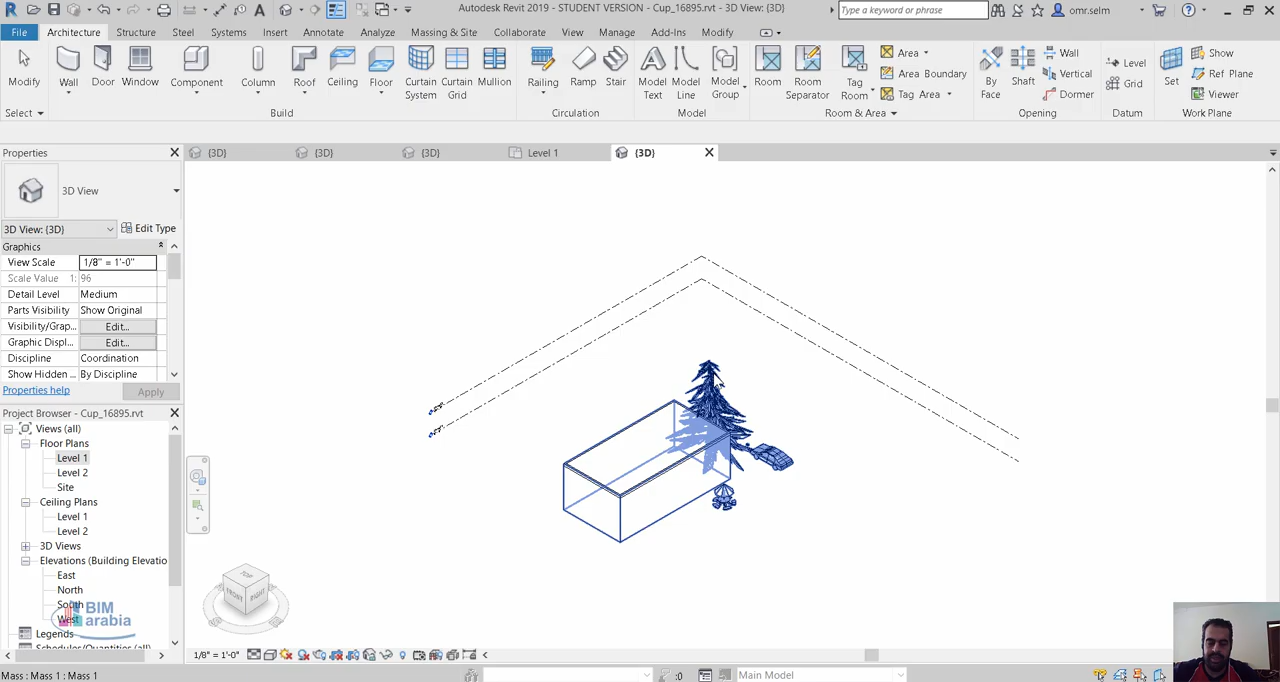 Autodesk Revit 2019 - STUDENT VERSION - Cup_16895.rvt - 3D View: {3D}
Type a keyword or phrase
omr.selm
File Architecture Structure Steel Systems Insert Annotate Analyze Massing & Site Collaborate View Manage Add-Ins Modify
Modify Wall Door Window Component Column Roof Ceiling Floor Curtain System Curtain Grid Mullion Railing Ramp Stair Model Text Model Line Model Group Room Room Separator Tag Room By Face Shaft Set
Area
Area Boundary
Tag Area
Wall
Vertical
Dormer
Level
Grid
Show
Ref Plane
Viewer
Select Build Circulation Model Room & Area Opening Datum Work Plane
Properties
{3D} {3D} {3D} Level 1 {3D}
3D View
3D View: {3D} Edit Type
Graphics
View Scale 1/8" = 1'-0"
Scale Value 1: 96
Detail Level Medium
Parts Visibility Show Original
Visibility/Grap... Edit...
Graphic Displ... Edit...
Discipline Coordination
Show Hidden By Discipline
Properties help Apply
Project Browser - Cup_16895.rvt
Views (all)
Floor Plans
Level 1
Level 2
Site
Ceiling Plans
Level 1
Level 2
3D Views
Elevations (Building Elevatio
East
North
South
West
Legends
Schedules/Quantities (all)
BIM
arabia
TOP
FRONT RIGHT
1/8" = 1'-0"
Mass : Mass 1 : Mass 1
:0 Main Model